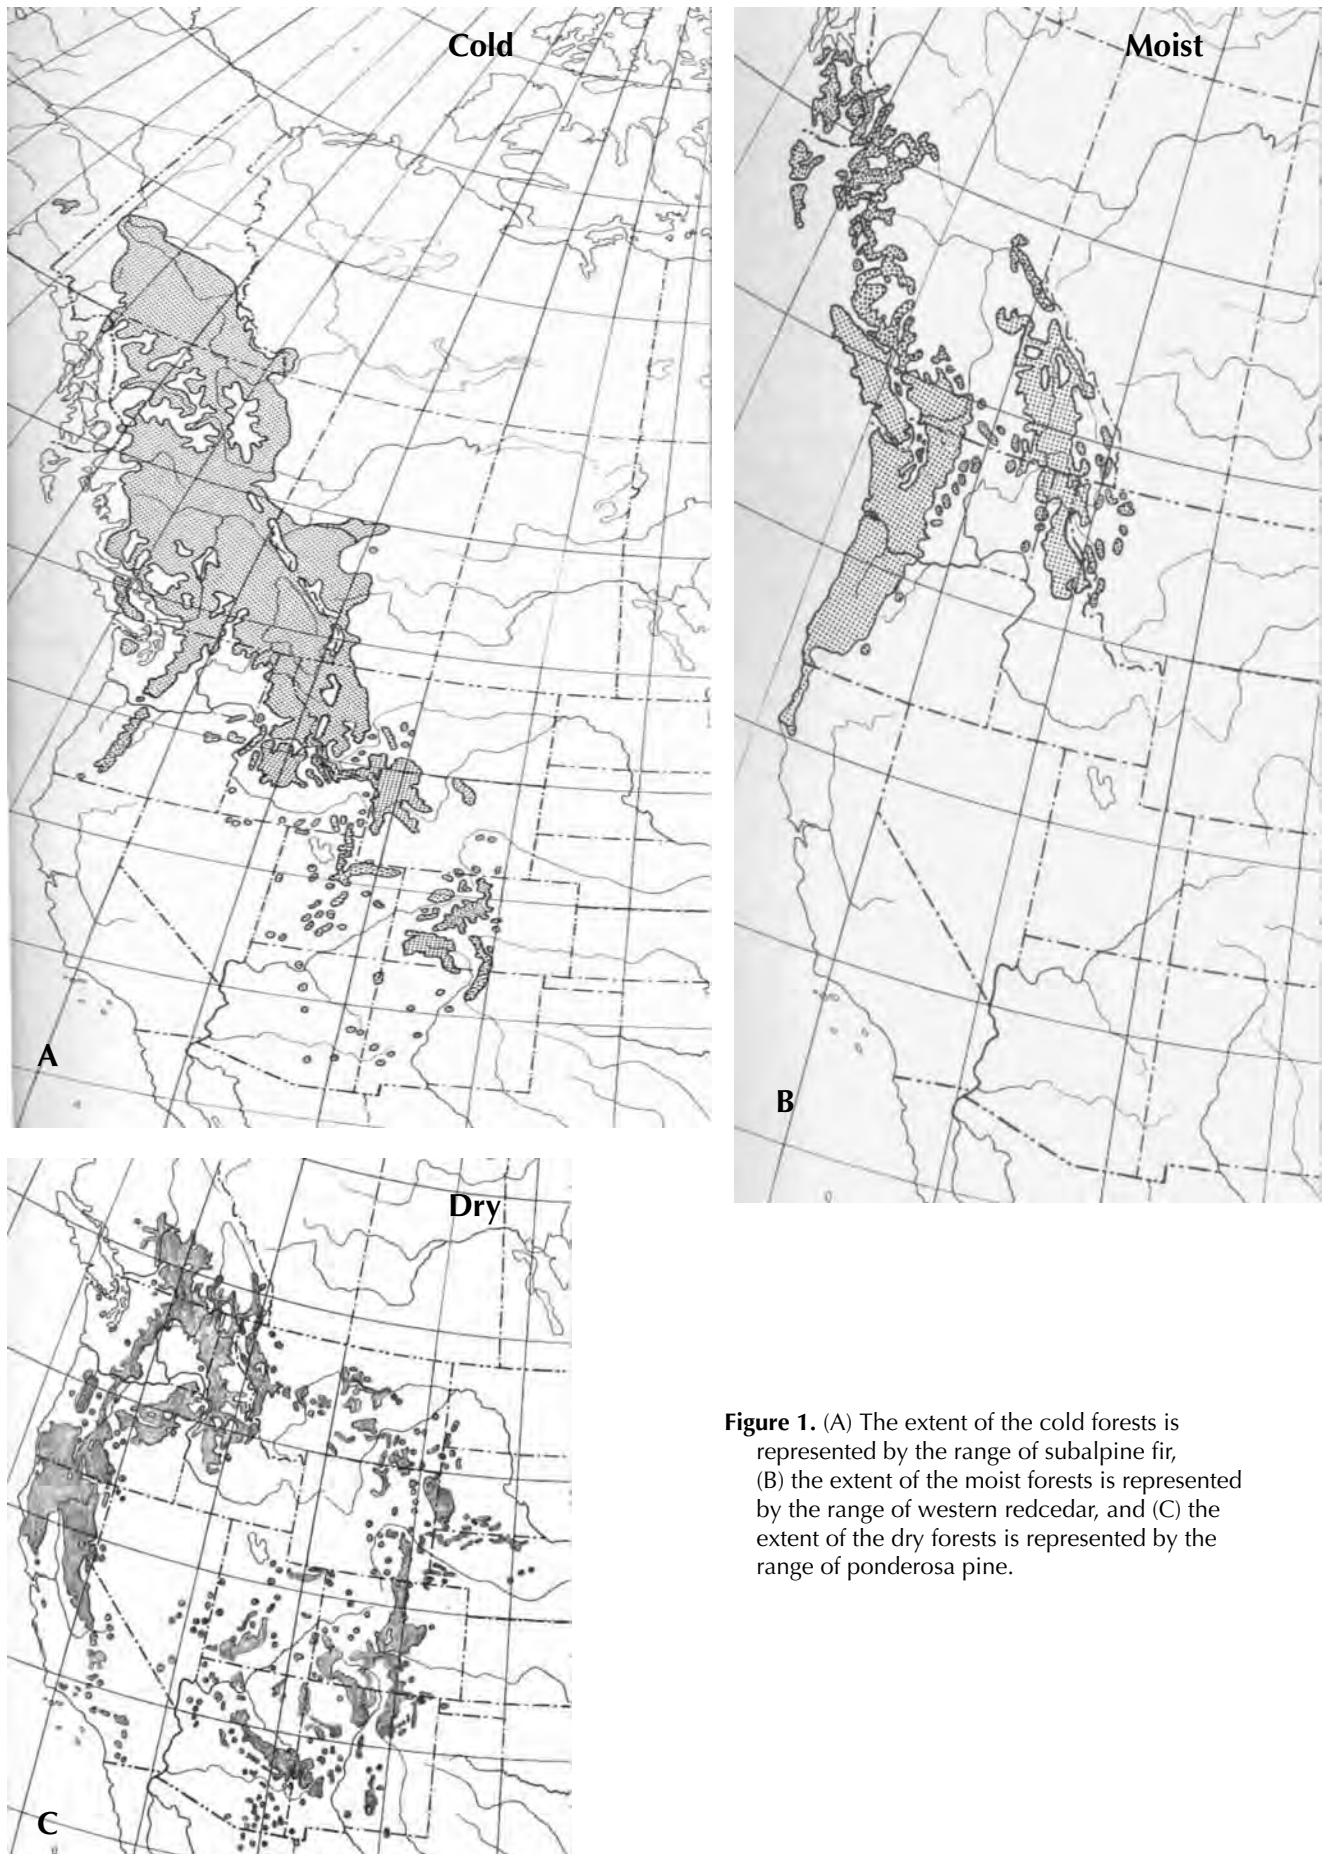 Cold
A
Moist
B
Dry
C
Figure 1. (A) The extent of the cold forests is
represented by the range of subalpine fir,
(B) the extent of the moist forests is represented
by the range of western redcedar, and (C) the
extent of the dry forests is represented by the
range of ponderosa pine.